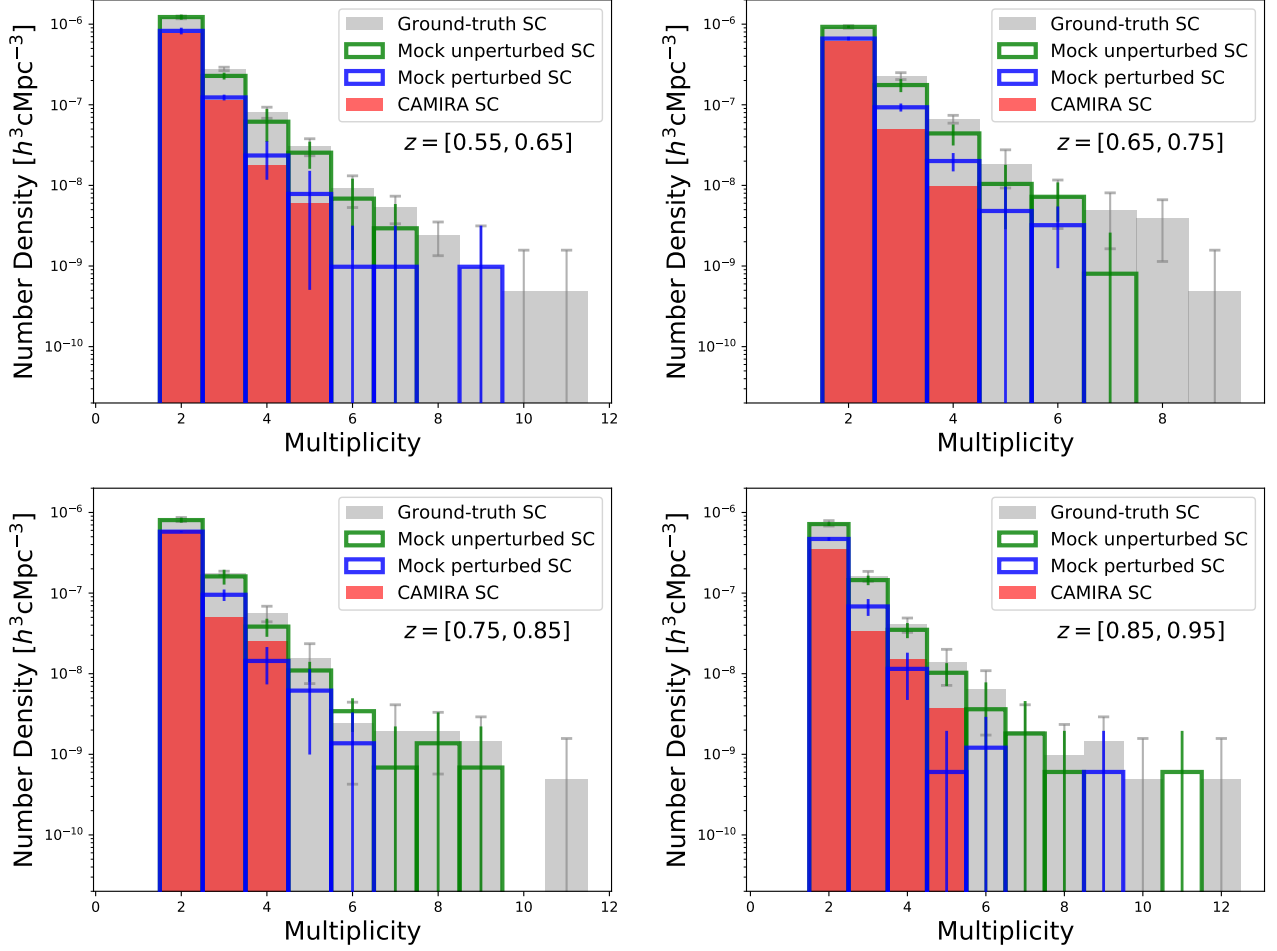 Number Density [h³cMpc⁻³]
10⁻⁶
10⁻⁷
10⁻⁸
10⁻⁹
10⁻¹⁰
Ground-truth SC
Mock unperturbed SC
Mock perturbed SC
CAMIRA SC
z = [0.55, 0.65]
0 2 4 6 8 10 12
Multiplicity
Number Density [h³cMpc⁻³]
10⁻⁶
10⁻⁷
10⁻⁸
10⁻⁹
10⁻¹⁰
Ground-truth SC
Mock unperturbed SC
Mock perturbed SC
CAMIRA SC
z = [0.65, 0.75]
2 4 6 8
Multiplicity
Number Density [h³cMpc⁻³]
10⁻⁶
10⁻⁷
10⁻⁸
10⁻⁹
10⁻¹⁰
Ground-truth SC
Mock unperturbed SC
Mock perturbed SC
CAMIRA SC
z = [0.75, 0.85]
0 2 4 6 8 10 12
Multiplicity
Number Density [h³cMpc⁻³]
10⁻⁶
10⁻⁷
10⁻⁸
10⁻⁹
10⁻¹⁰
Ground-truth SC
Mock unperturbed SC
Mock perturbed SC
CAMIRA SC
z = [0.85, 0.95]
0 2 4 6 8 10 12
Multiplicity